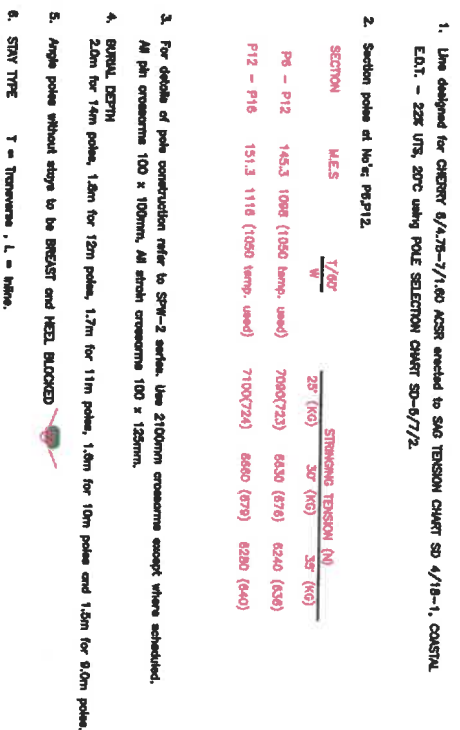 1. Line designed for CHERRY 6/4.75-7/1.60 ACSR erected to SAG TENSION CHART SD 4/18-1. COASTAL
E.D.T. - 22% UTS, 20°C using POLE SELECTION CHART SD-6/7/2.
2. Section poles at No's; P6,P12.
STRINGING TENSION (N)
SECTION M.E.S T/60° W 25° (KG) 30° (KG) 35° (KG)
P6 - P12 145.3 1098 (1050 temp. used) 7090(723) 6630 (676) 6240 (636)
P12 - P16 151.3 1116 (1050 temp. used) 7100(724) 6660 (679) 6280 (640)
3. For details of pole construction refer to SPW-2 series. Use 2100mm crossarms except where scheduled.
All pin crossarms 100 x 100mm, All strain crossarms 100 x 125mm.
4. BURIAL DEPTH
2.0m for 14m poles, 1.8m for 12m poles, 1.7m for 11m poles, 1.6m for 10m poles and 1.5m for 9.0m poles.
5. Angle poles without stays to be BREAST and HEEL BLOCKED
6. STAY TYPE T = Transverse , L = Inline.